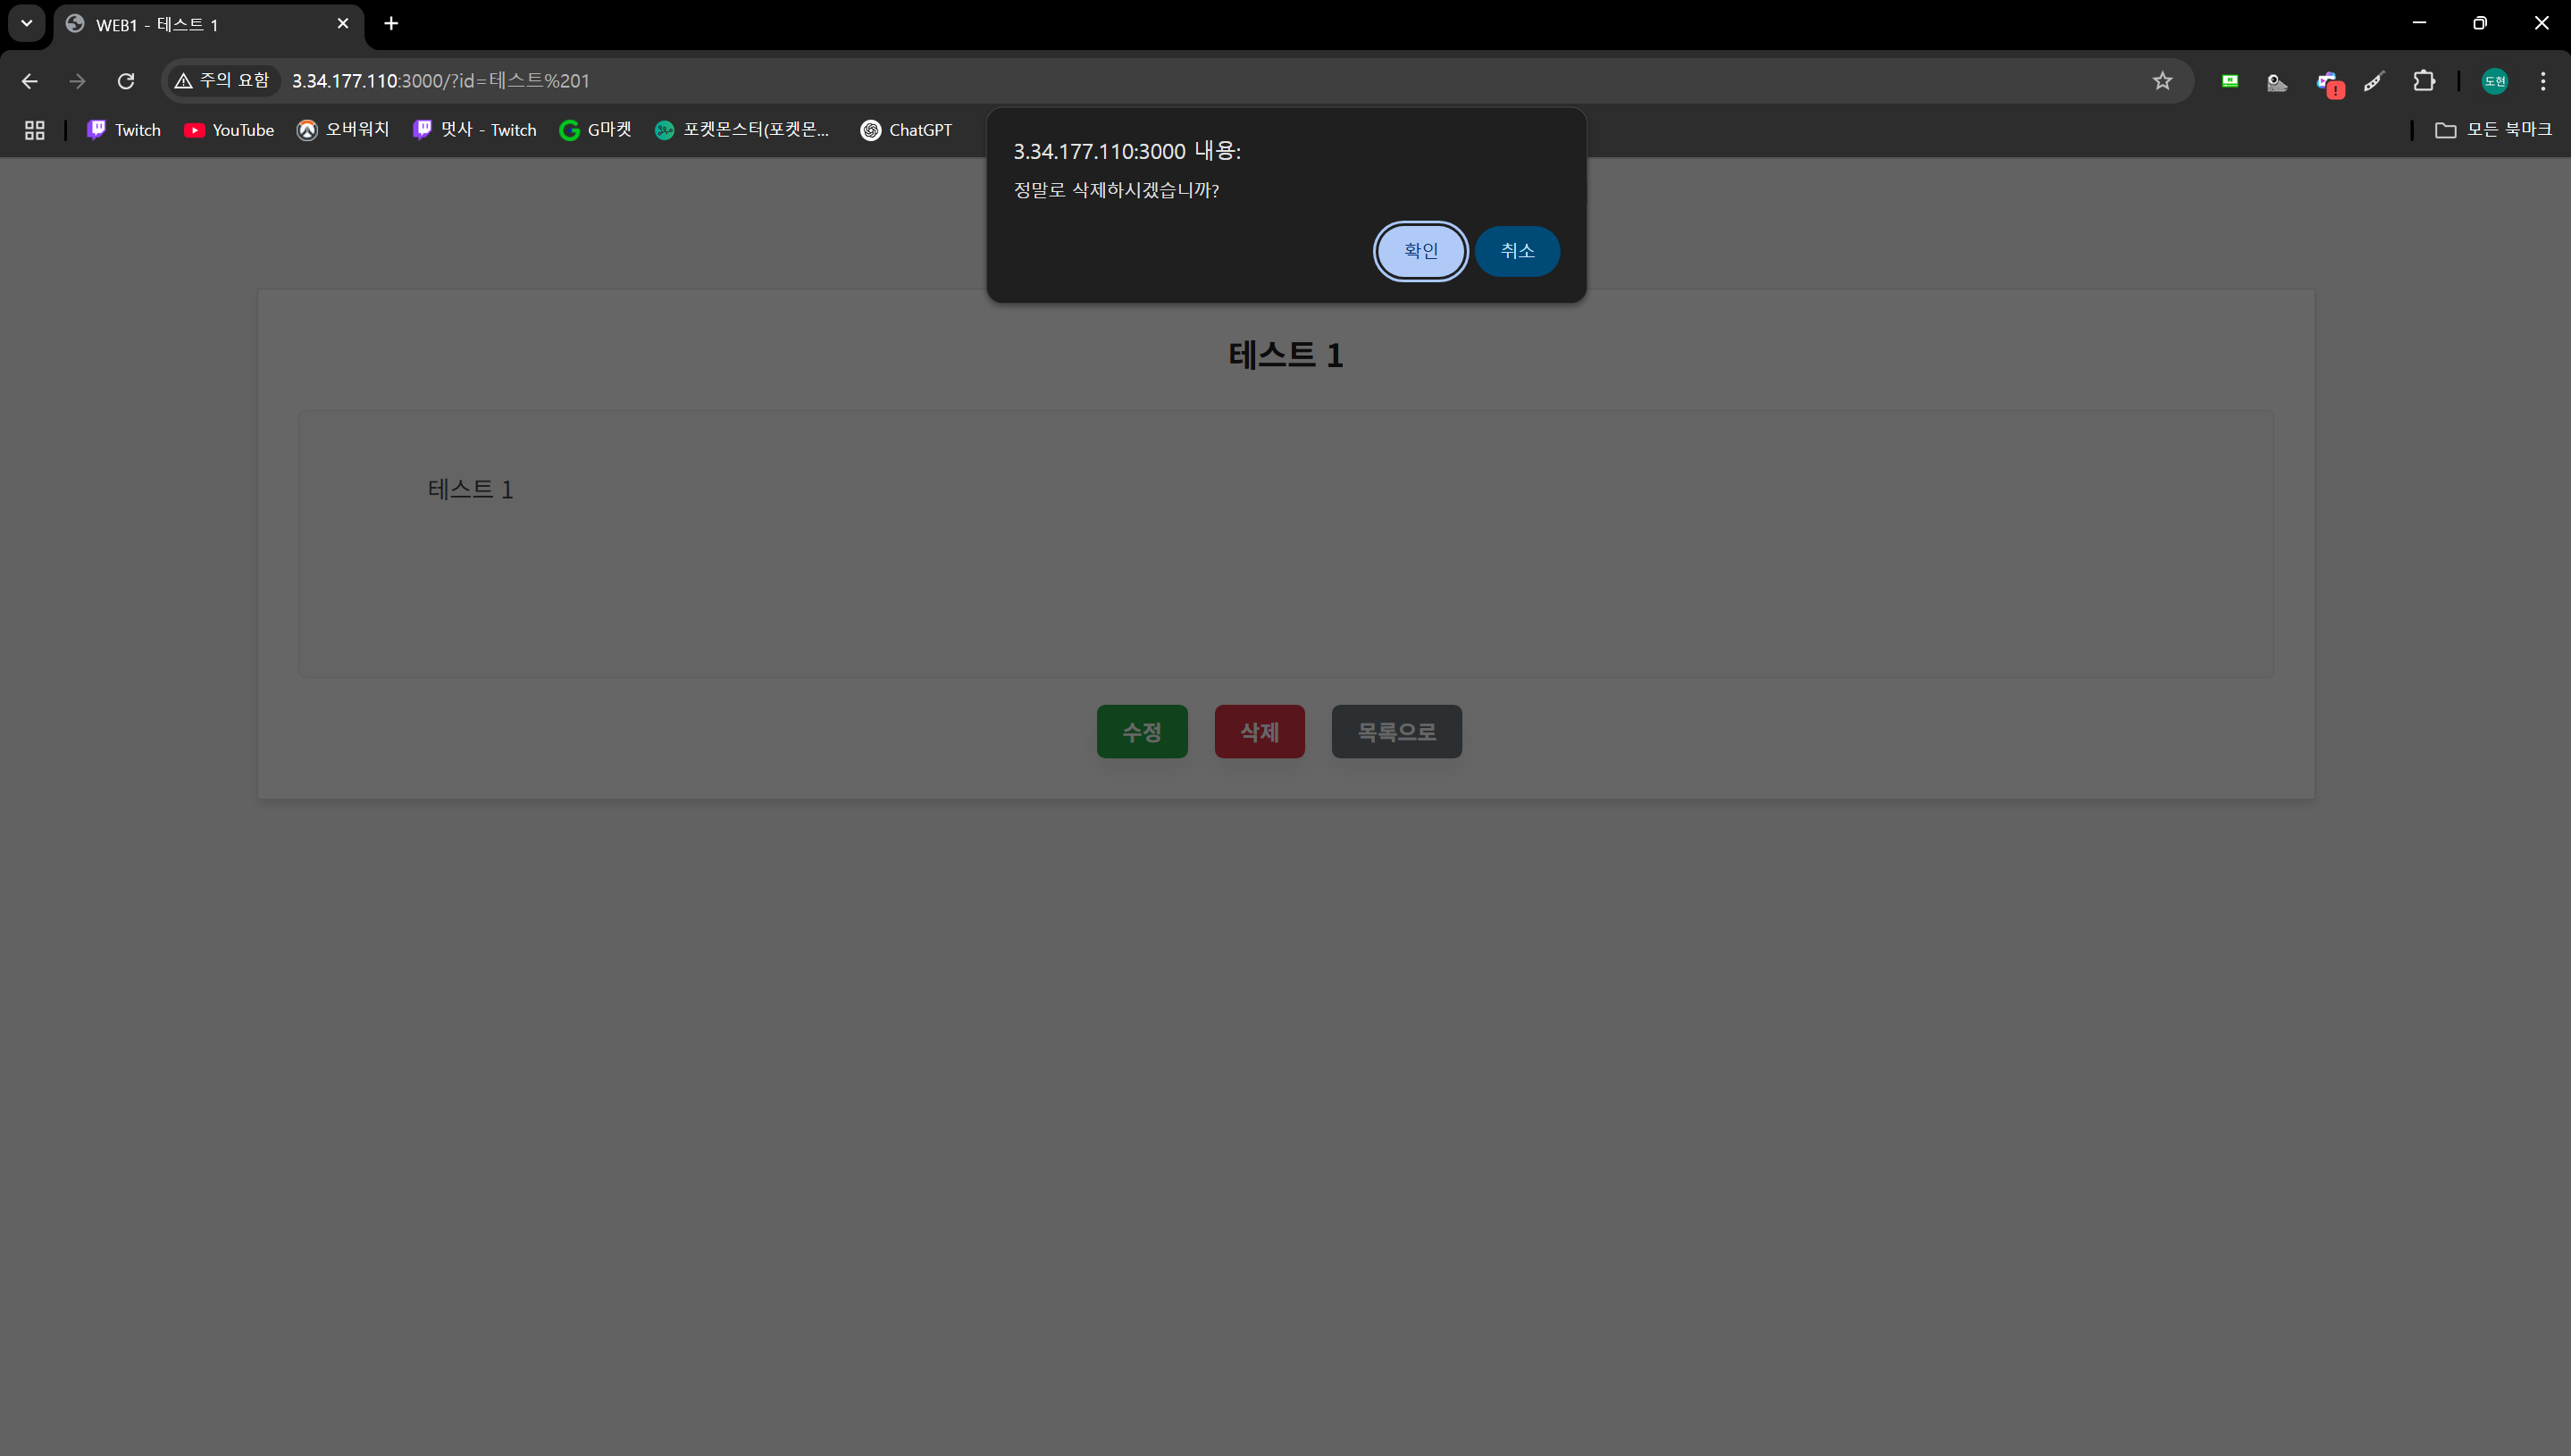 WEB1 - 테스트 1
주의 요함 3.34.177.110:3000/?id=테스트%201
도현
Twitch YouTube 오버워치 멋사 - Twitch G마켓 포켓몬스터(포켓몬... ChatGPT 모든 북마크
3.34.177.110:3000 내용:
정말로 삭제하시겠습니까?
확인 취소
테스트 1
테스트 1
수정 삭제 목록으로